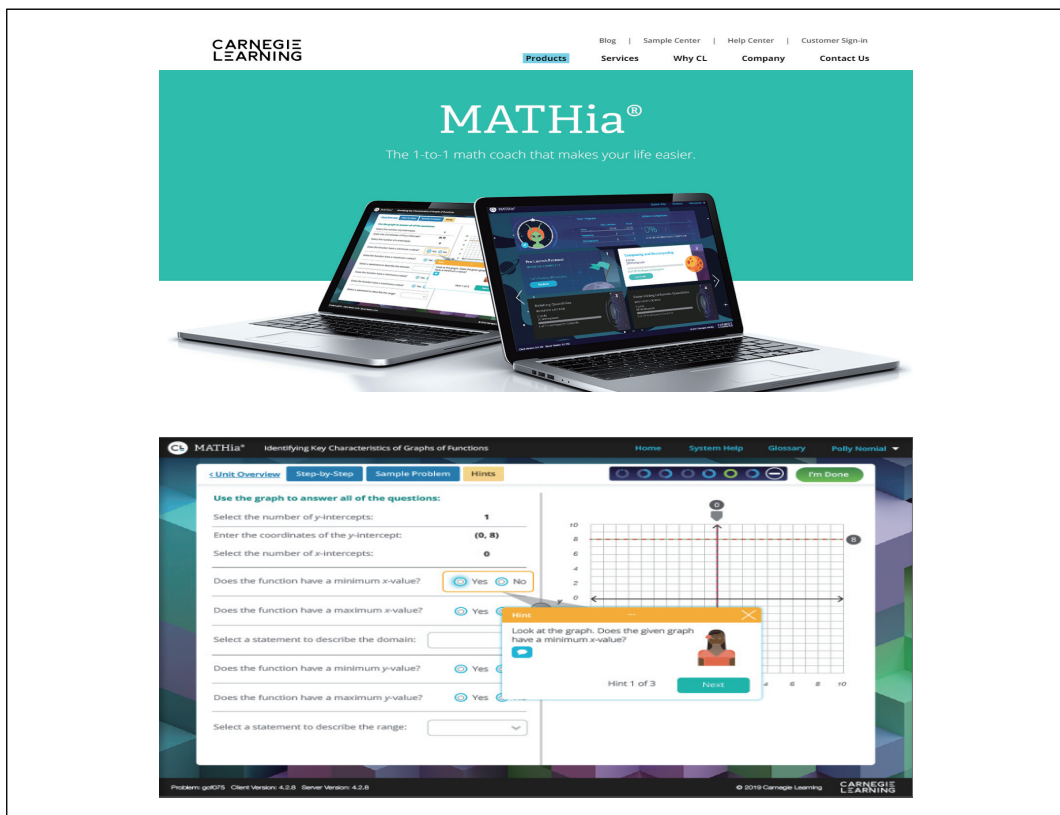 CARNEGIE
LEARNING
Blog | Sample Center | Help Center | Customer Sign-in
Products Services Why CL Company Contact Us
MATHia®
The 1-to-1 math coach that makes your life easier.
MATHia® Identifying Key Characteristics of Graphs of Functions Home System Help Glossary Polly Nomial
< Unit Overview Step-by-Step Sample Problem Hints I'm Done
Use the graph to answer all of the questions:
Select the number of y-intercepts: 1
Enter the coordinates of the y-intercept: (0, 8)
Select the number of x-intercepts: 0
Does the function have a minimum x-value? Yes No
Does the function have a maximum x-value? Yes
Select a statement to describe the domain:
Does the function have a minimum y-value? Yes
Does the function have a maximum y-value? Yes
Select a statement to describe the range:
0
10
8 8
6
4
2
y 0
Hint
Look at the graph. Does the given graph
have a minimum x-value?
Hint 1 of 3 Next
4 6 8 10
Problem: gof075 Client Version: 4.2.8 Server Version: 4.2.8 © 2019 Carnegie Learning
CARNEGIE
LEARNING